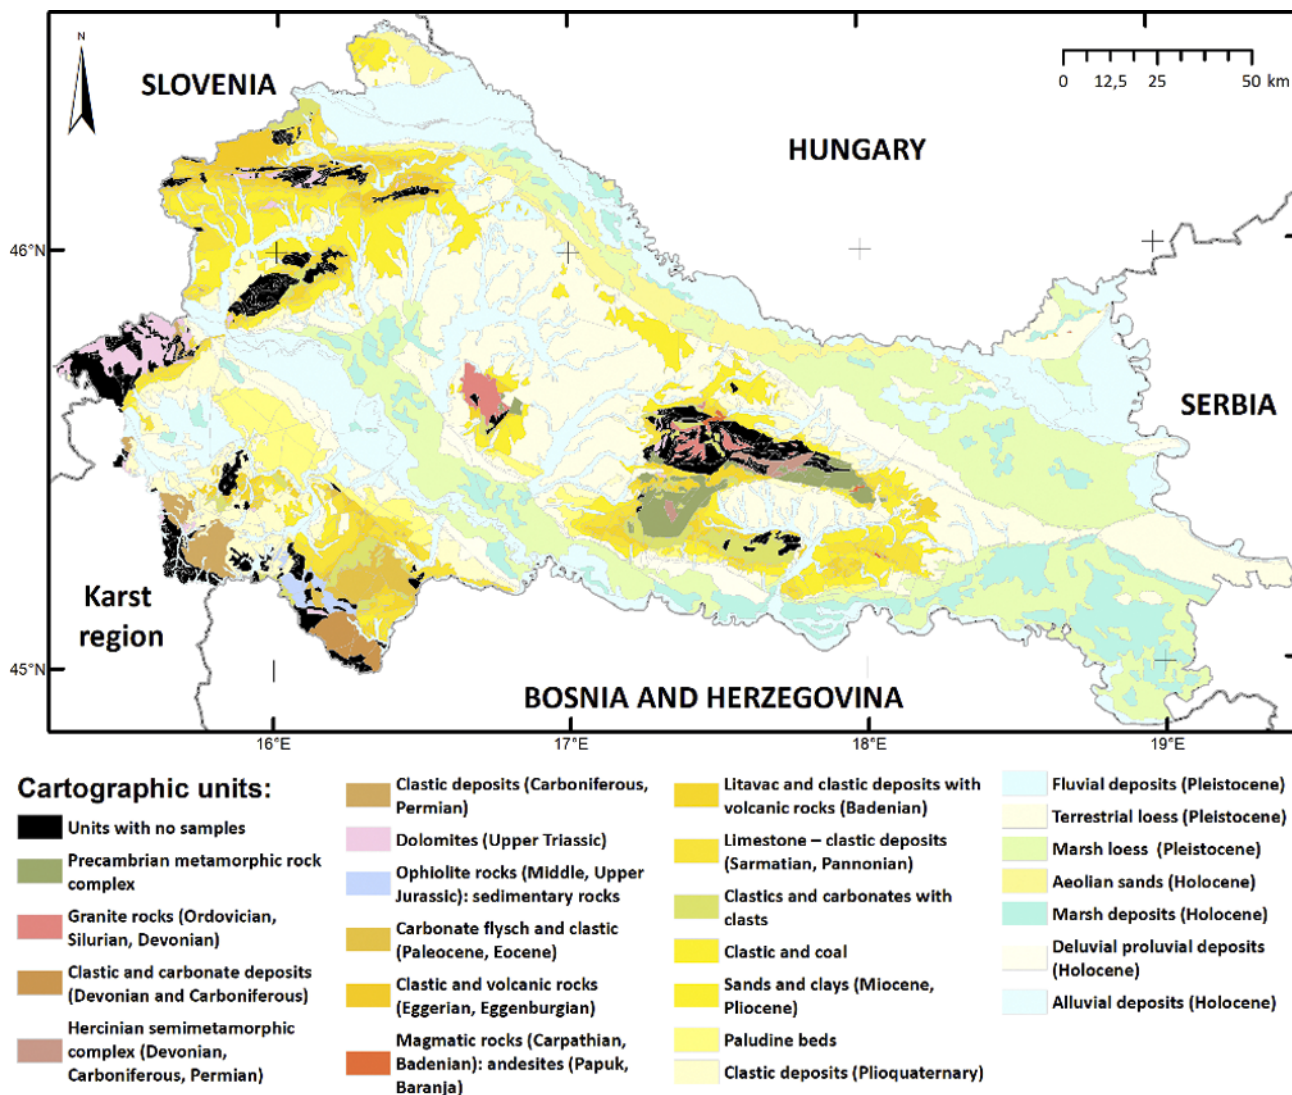 N
SLOVENIA
0 12,5 25 50 km
HUNGARY
46°N
SERBIA
Karst
region
45°N
BOSNIA AND HERZEGOVINA
16°E 17°E 18°E 19°E
Cartographic units:
Units with no samples
Precambrian metamorphic rock
complex
Granite rocks (Ordovician,
Silurian, Devonian)
Clastic and carbonate deposits
(Devonian and Carboniferous)
Hercinian semimetamorphic
complex (Devonian,
Carboniferous, Permian)
Clastic deposits (Carboniferous,
Permian)
Dolomites (Upper Triassic)
Ophiolite rocks (Middle, Upper
Jurassic): sedimentary rocks
Carbonate flysch and clastic
(Paleocene, Eocene)
Clastic and volcanic rocks
(Eggerian, Eggenburgian)
Magmatic rocks (Carpathian,
Badenian): andesites (Papuk,
Baranja)
Litavac and clastic deposits with
volcanic rocks (Badenian)
Limestone – clastic deposits
(Sarmatian, Pannonian)
Clastics and carbonates with
clasts
Clastic and coal
Sands and clays (Miocene,
Pliocene)
Paludine beds
Clastic deposits (Plioquaternary)
Fluvial deposits (Pleistocene)
Terrestrial loess (Pleistocene)
Marsh loess (Pleistocene)
Aeolian sands (Holocene)
Marsh deposits (Holocene)
Deluvial proluvial deposits
(Holocene)
Alluvial deposits (Holocene)